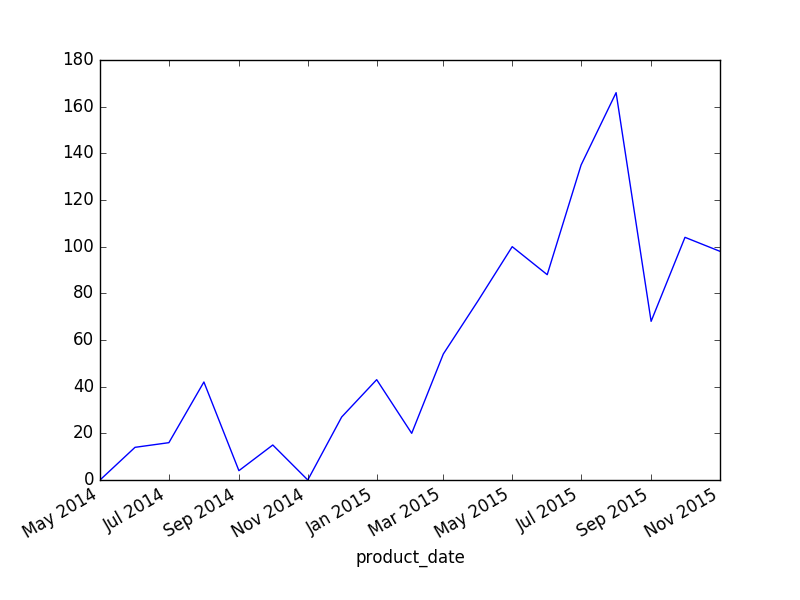 180
160
140
120
100
80
60
40
20
0
May 2014
Jul 2014
Sep 2014
Nov 2014
Jan 2015
Mar 2015
May 2015
Jul 2015
Sep 2015
Nov 2015
product_date